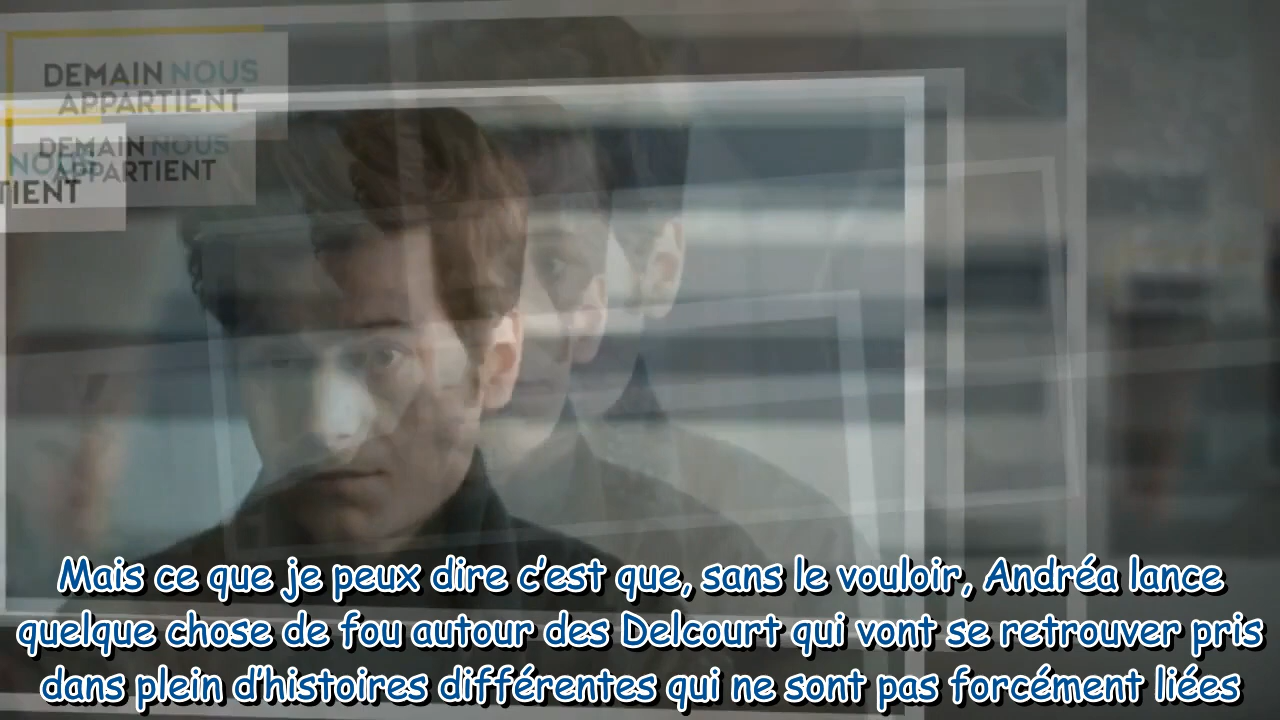 DEMAIN NOUS
APPARTIENT
DEMAIN NOUS
APPARTIENT
NOUS
TIENT
Mais ce que je peux dire c’est que, sans le vouloir, Andréa lance
quelque chose de fou autour des Delcourt qui vont se retrouver pris
dans plein d’histoires différentes qui ne sont pas forcément liées